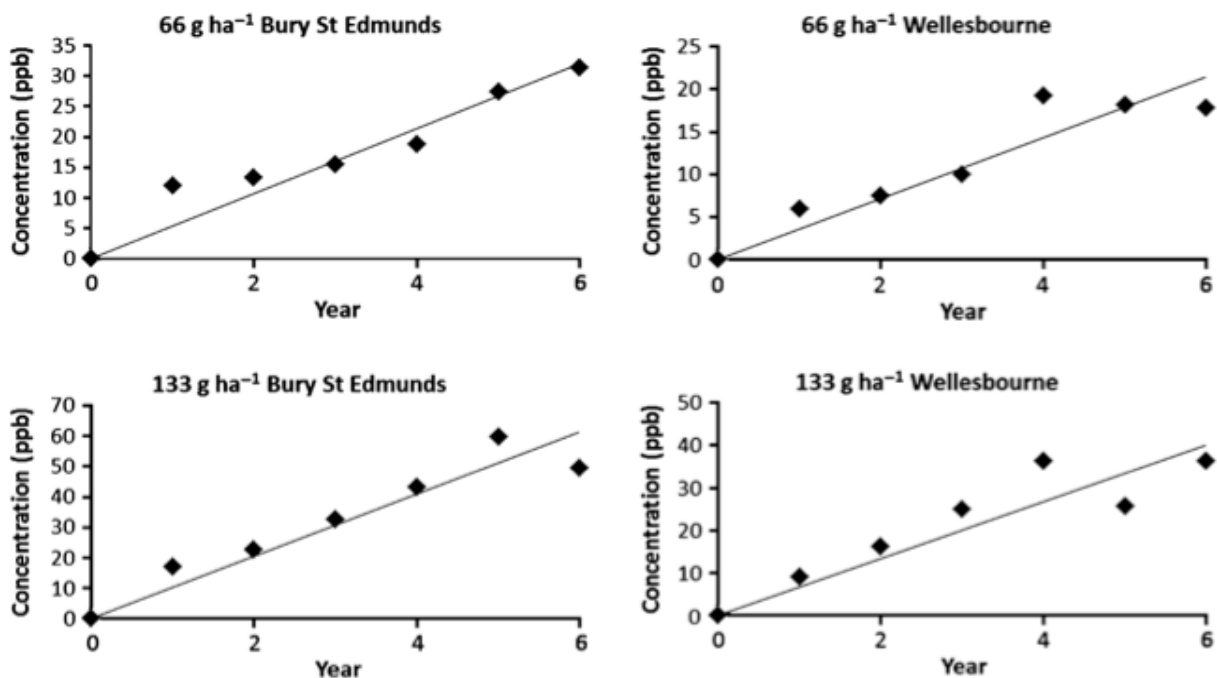 66 g ha⁻¹ Bury St Edmunds
Concentration (ppb)
35
30
25
20
15
10
5
0
0 2 4 6
Year
66 g ha⁻¹ Wellesbourne
Concentration (ppb)
25
20
15
10
5
0
0 2 4 6
Year
133 g ha⁻¹ Bury St Edmunds
Concentration (ppb)
70
60
50
40
30
20
10
0
0 2 4 6
Year
133 g ha⁻¹ Wellesbourne
Concentration (ppb)
50
40
30
20
10
0
0 2 4 6
Year